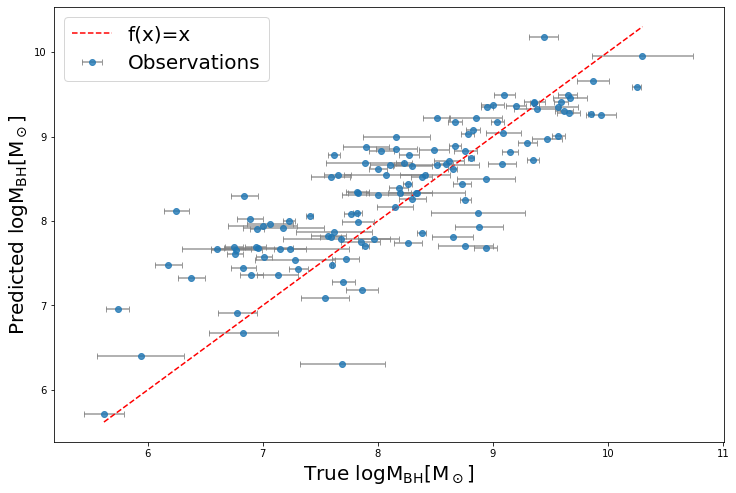 f(x)=x
Observations
10
9
8
7
6
Predicted logM_BH[M_⊙]
6
7
8
9
10
11
True logM_BH[M_⊙]